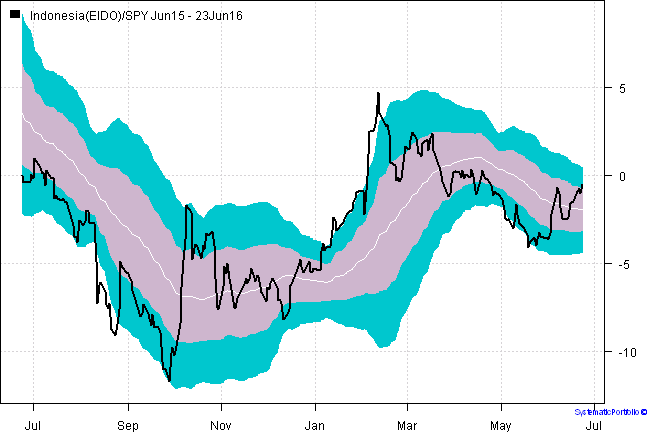 Indonesia(EIDO)/SPY Jun15 - 23Jun16
5
0
-5
-10
SystematicPortfolio ©
Jul Sep Nov Jan Mar May Jul